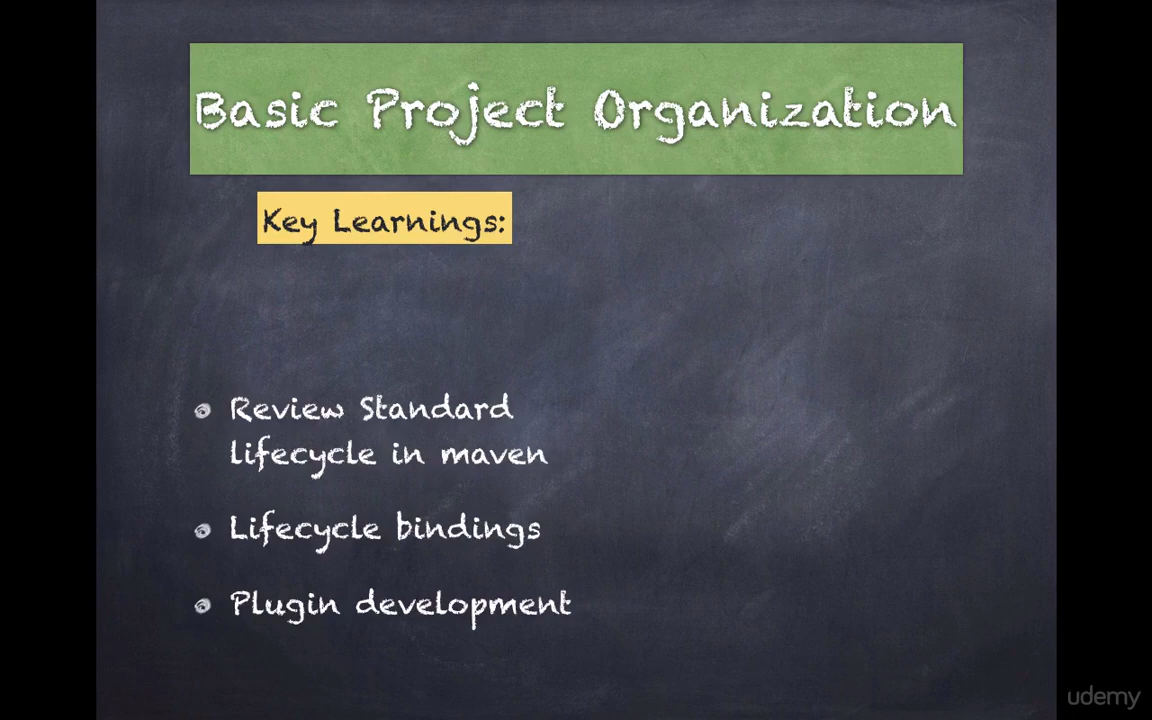 Basic Project Organization
Key Learnings:
Review Standard
lifecycle in maven
Lifecycle bindings
Plugin development
udemy